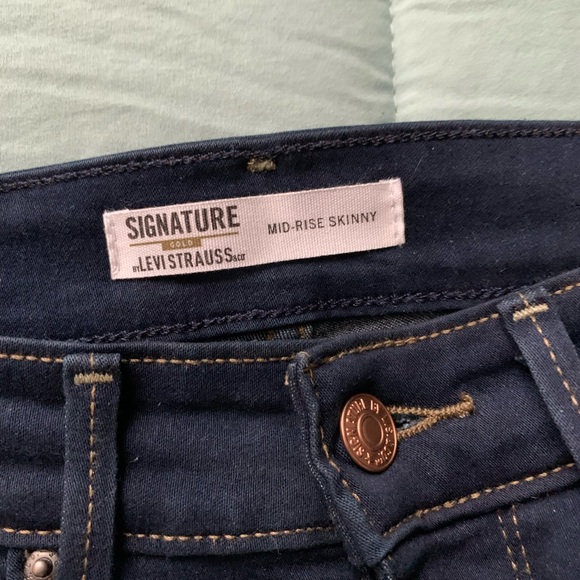 SIGNATURE
GOLD
BY LEVI STRAUSS & CO
MID-RISE SKINNY